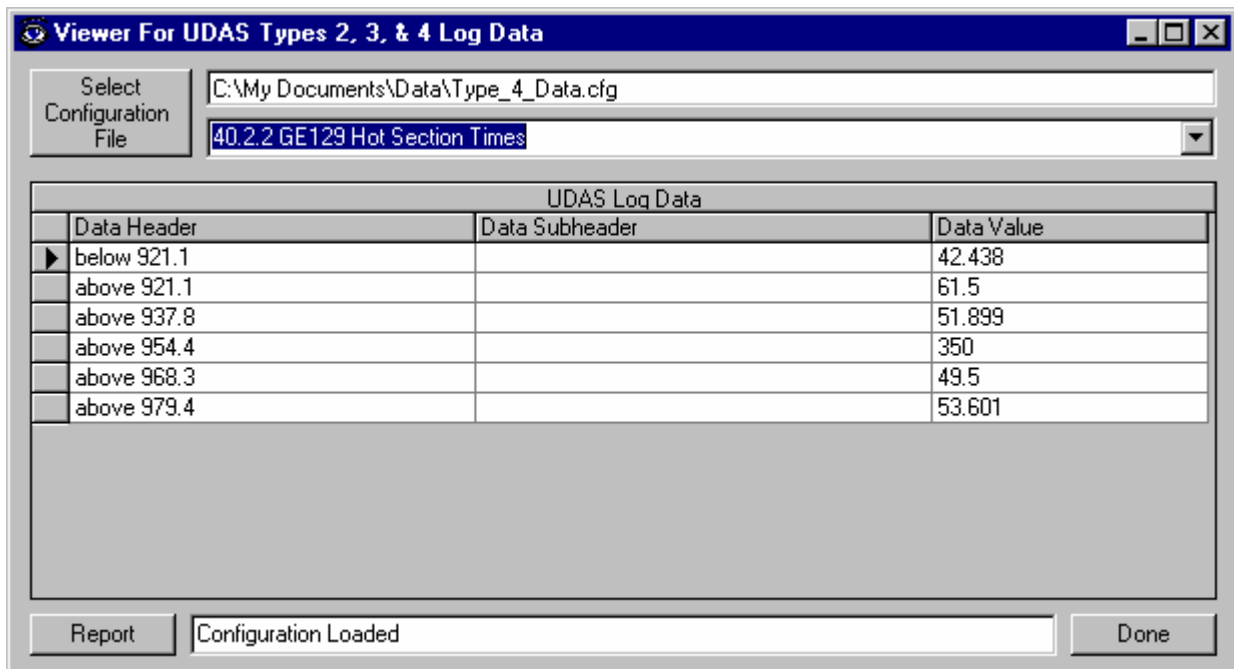 Viewer For UDAS Types 2, 3, & 4 Log Data
Select Configuration File
C:\My Documents\Data\Type_4_Data.cfg
40.2.2 GE129 Hot Section Times
UDAS Log Data
Data Header Data Subheader Data Value
below 921.1 42.438
above 921.1 61.5
above 937.8 51.899
above 954.4 350
above 968.3 49.5
above 979.4 53.601
Report Configuration Loaded Done